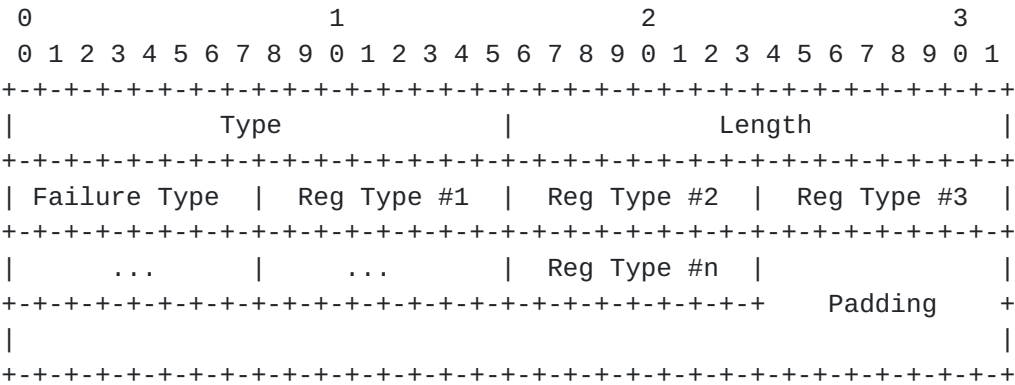 0                   1                   2                   3
 0 1 2 3 4 5 6 7 8 9 0 1 2 3 4 5 6 7 8 9 0 1 2 3 4 5 6 7 8 9 0 1
+-+-+-+-+-+-+-+-+-+-+-+-+-+-+-+-+-+-+-+-+-+-+-+-+-+-+-+-+-+-+-+-+
|             Type              |             Length            |
+-+-+-+-+-+-+-+-+-+-+-+-+-+-+-+-+-+-+-+-+-+-+-+-+-+-+-+-+-+-+-+-+
| Failure Type  |  Reg Type #1  |  Reg Type #2  |  Reg Type #3  |
+-+-+-+-+-+-+-+-+-+-+-+-+-+-+-+-+-+-+-+-+-+-+-+-+-+-+-+-+-+-+-+-+
|      ...      |     ...       |  Reg Type #n  |               |
+-+-+-+-+-+-+-+-+-+-+-+-+-+-+-+-+-+-+-+-+-+-+-+-+    Padding    +
|                                                               |
+-+-+-+-+-+-+-+-+-+-+-+-+-+-+-+-+-+-+-+-+-+-+-+-+-+-+-+-+-+-+-+-+